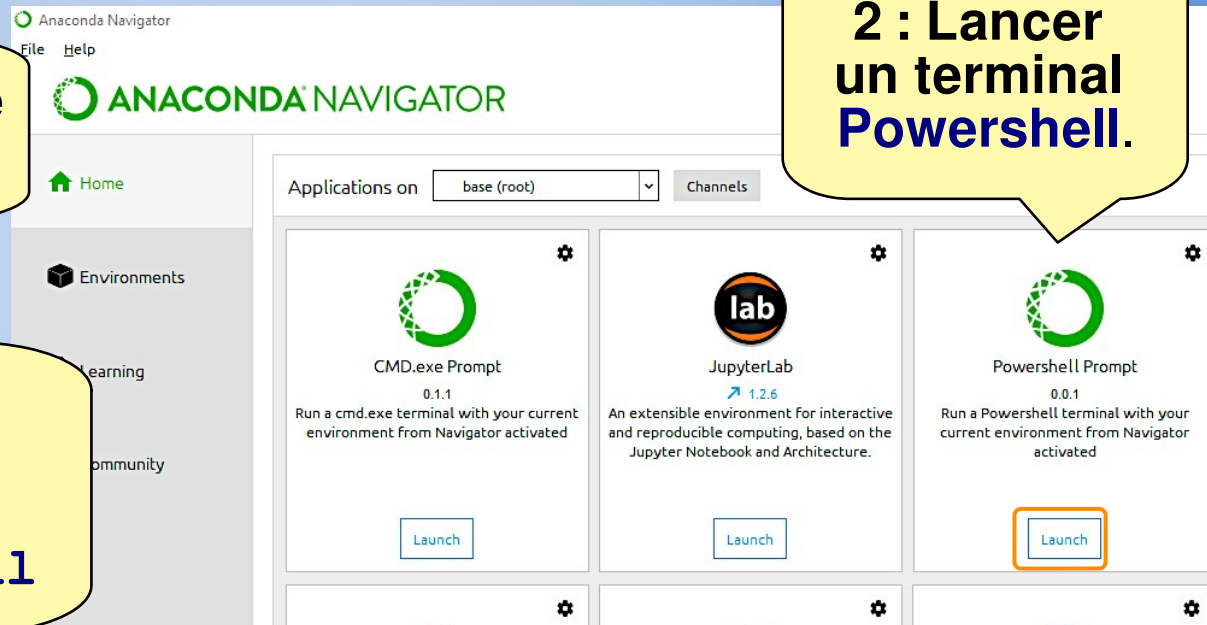 Anaconda Navigator
File Help
ANACONDA NAVIGATOR
2 : Lancer
un terminal
Powershell.
Home
Applications on base (root) Channels
Environments
Learning
CMD.exe Prompt
0.1.1
Run a cmd.exe terminal with your current
environment from Navigator activated
Launch
JupyterLab
1.2.6
An extensible environment for interactive
and reproducible computing, based on the
Jupyter Notebook and Architecture.
Launch
Powershell Prompt
0.0.1
Run a Powershell terminal with your
current environment from Navigator
activated
Launch
ommunity